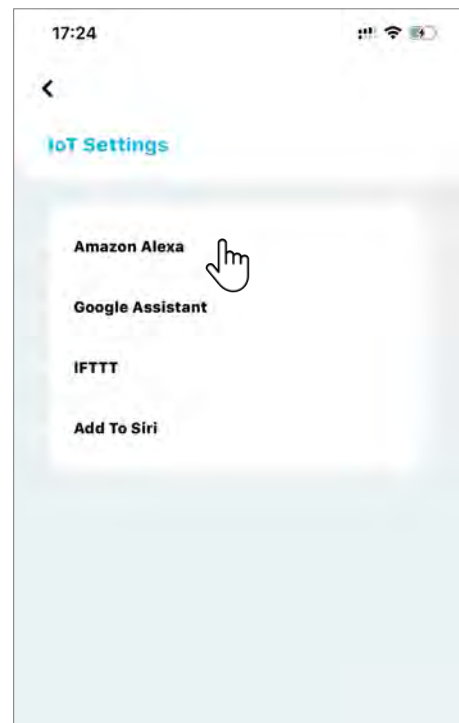 17:24
IoT Settings
Amazon Alexa
Google Assistant
IFTTT
Add To Siri